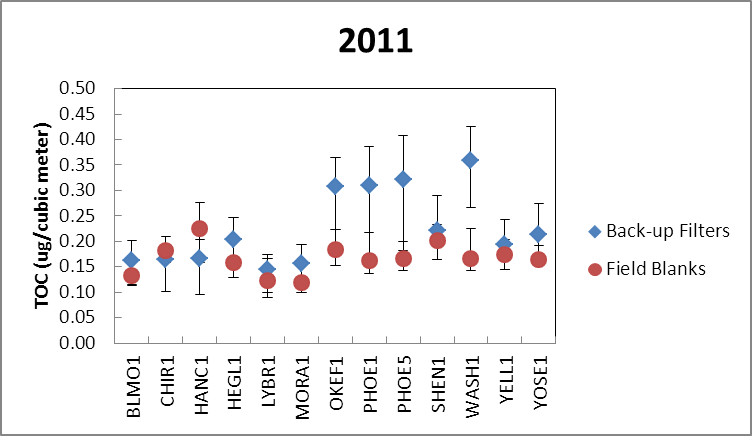 2011
TOC (ug/cubic meter)
0.50
0.45
0.40
0.35
0.30
0.25
0.20
0.15
0.10
0.05
0.00
BLMO1
CHIR1
HANC1
HEGL1
LYBR1
MORA1
OKEF1
PHOE1
PHOE5
SHEN1
WASH1
YELL1
YOSE1
Back-up Filters
Field Blanks